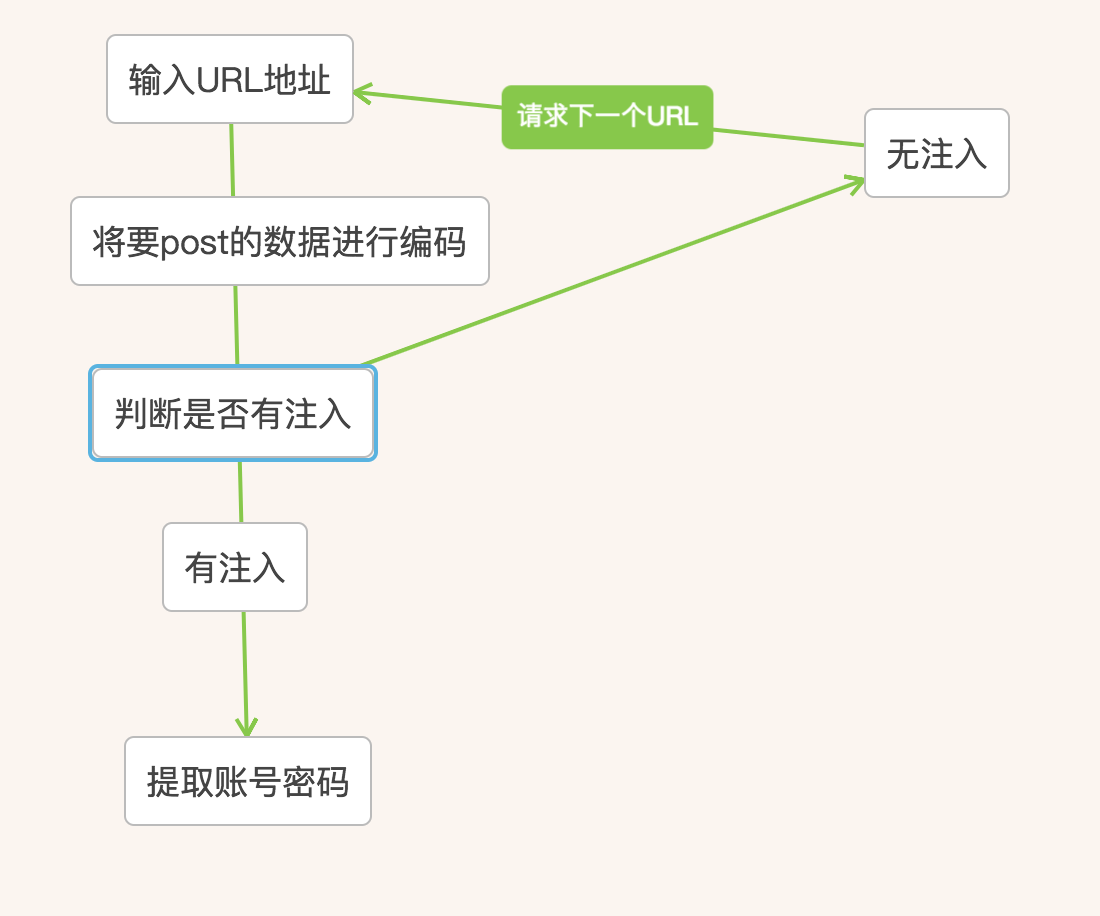 输入URL地址
请求下一个URL
无注入
将要post的数据进行编码
判断是否有注入
有注入
提取账号密码